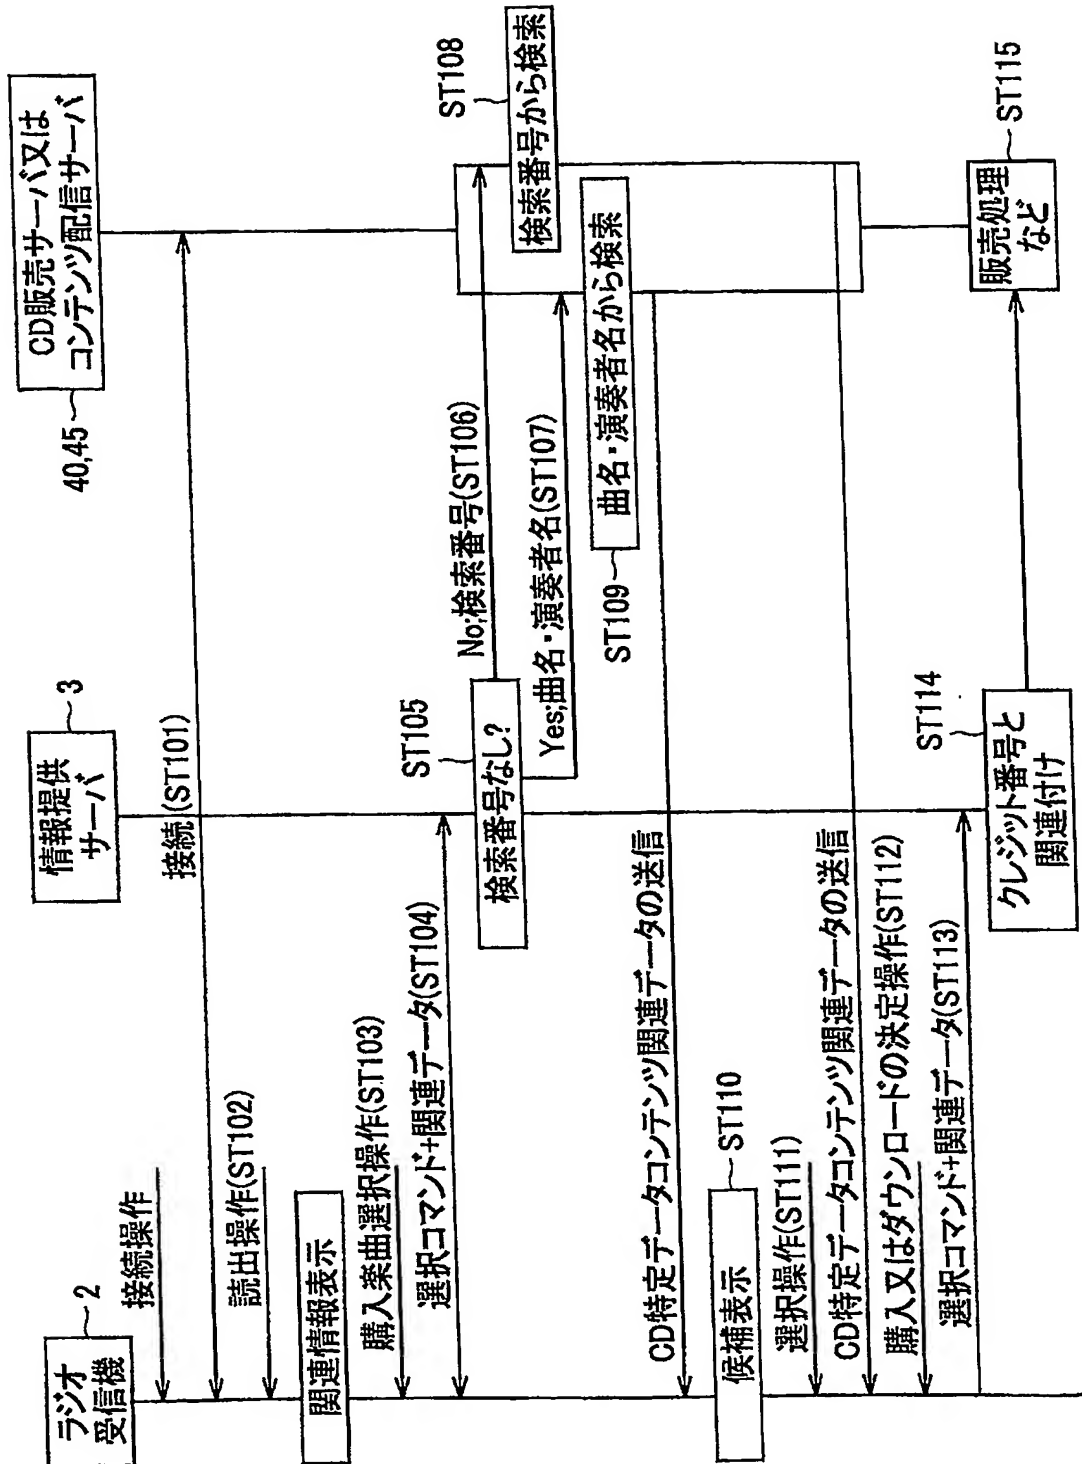 ラジオ
受信機
2
情報提供
サーバ
3
CD販売サーバ又は
コンテンツ配信サーバ
40,45
接続操作
接続(ST101)
読出操作(ST102)
関連情報表示
購入楽曲選択操作(ST103)
選択コマンド+関連データ(ST104)
検索番号なし?
ST105
No;検索番号(ST106)
Yes;曲名・演奏者名(ST107)
検索番号から検索
ST108
曲名・演奏者名から検索
ST109
CD特定データコンテンツ関連データの送信
候補表示
ST110
選択操作(ST111)
CD特定データコンテンツ関連データの送信
購入又はダウンロードの決定操作(ST112)
選択コマンド+関連データ(ST113)
クレジット番号と
関連付け
ST114
販売処理
など
ST115